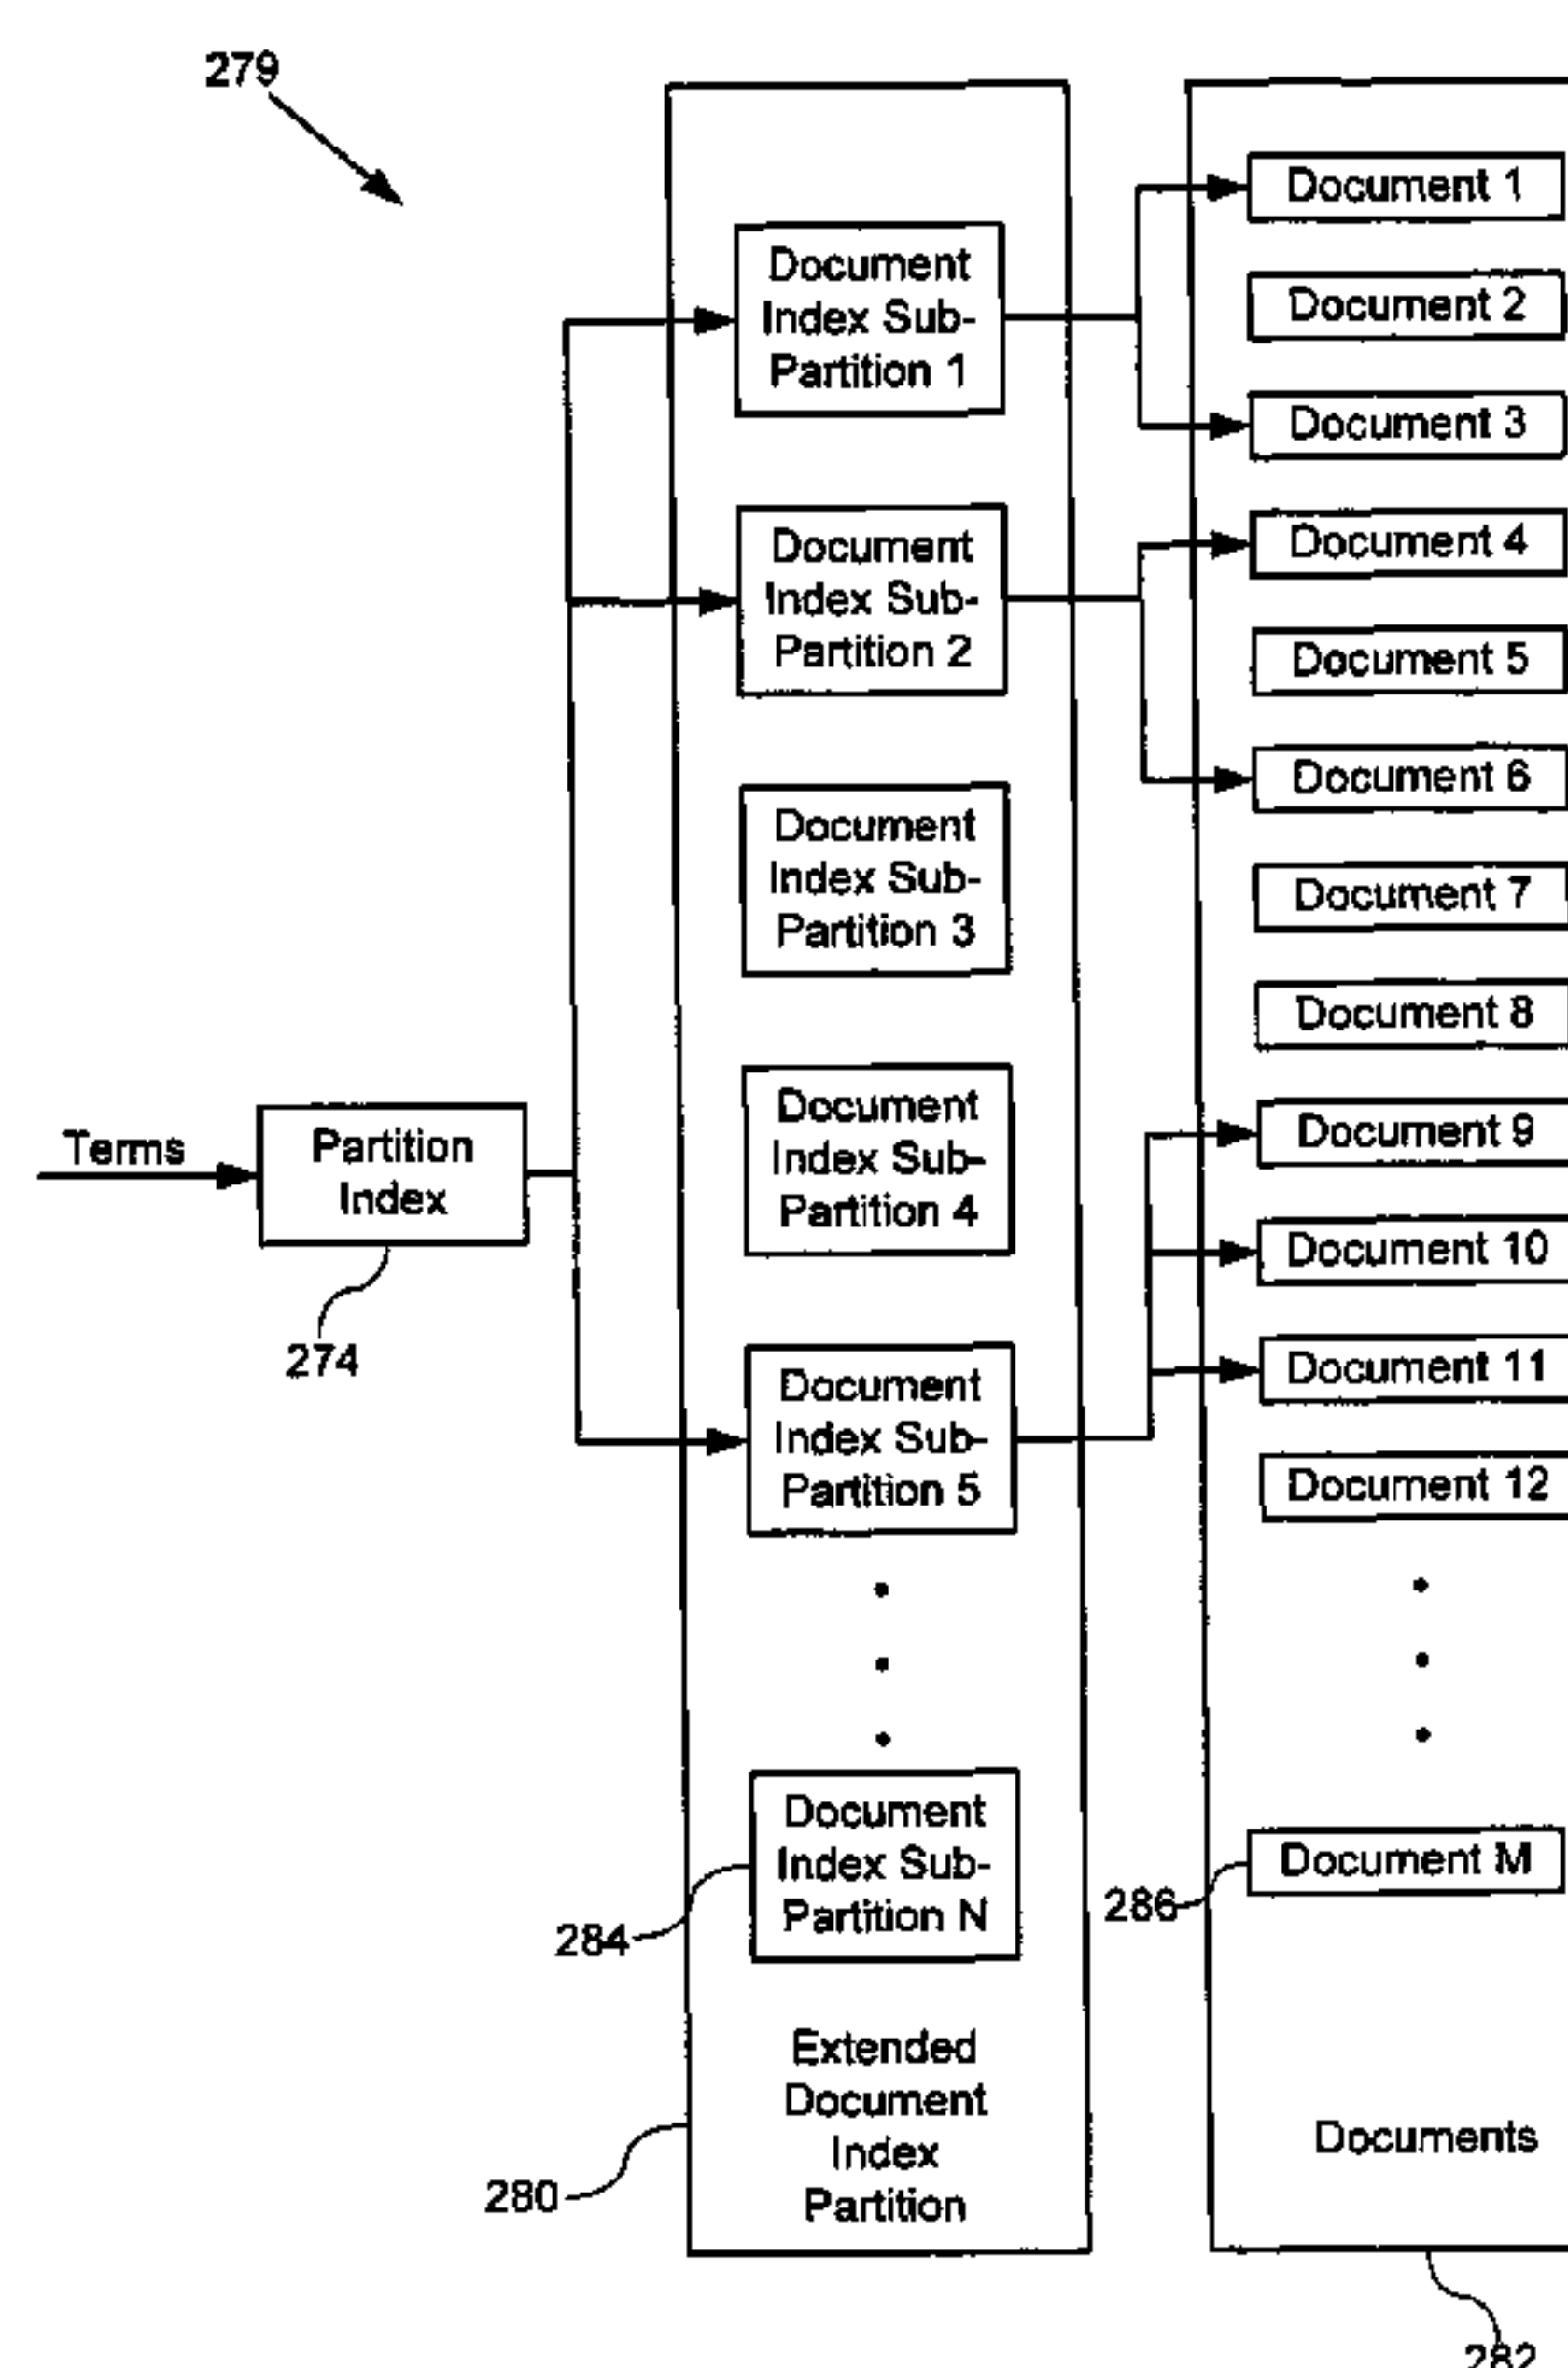 279
Document
Index Sub-
Partition 1
Document
Index Sub-
Partition 2
Document
Index Sub-
Partition 3
Document
Index Sub-
Partition 4
Document
Index Sub-
Partition 5
Document
Index Sub-
Partition N
Extended
Document
Index
Partition
Terms
Partition
Index
274
284
280
Document 1
Document 2
Document 3
Document 4
Document 5
Document 6
Document 7
Document 8
Document 9
Document 10
Document 11
Document 12
Document M
286
Documents
282